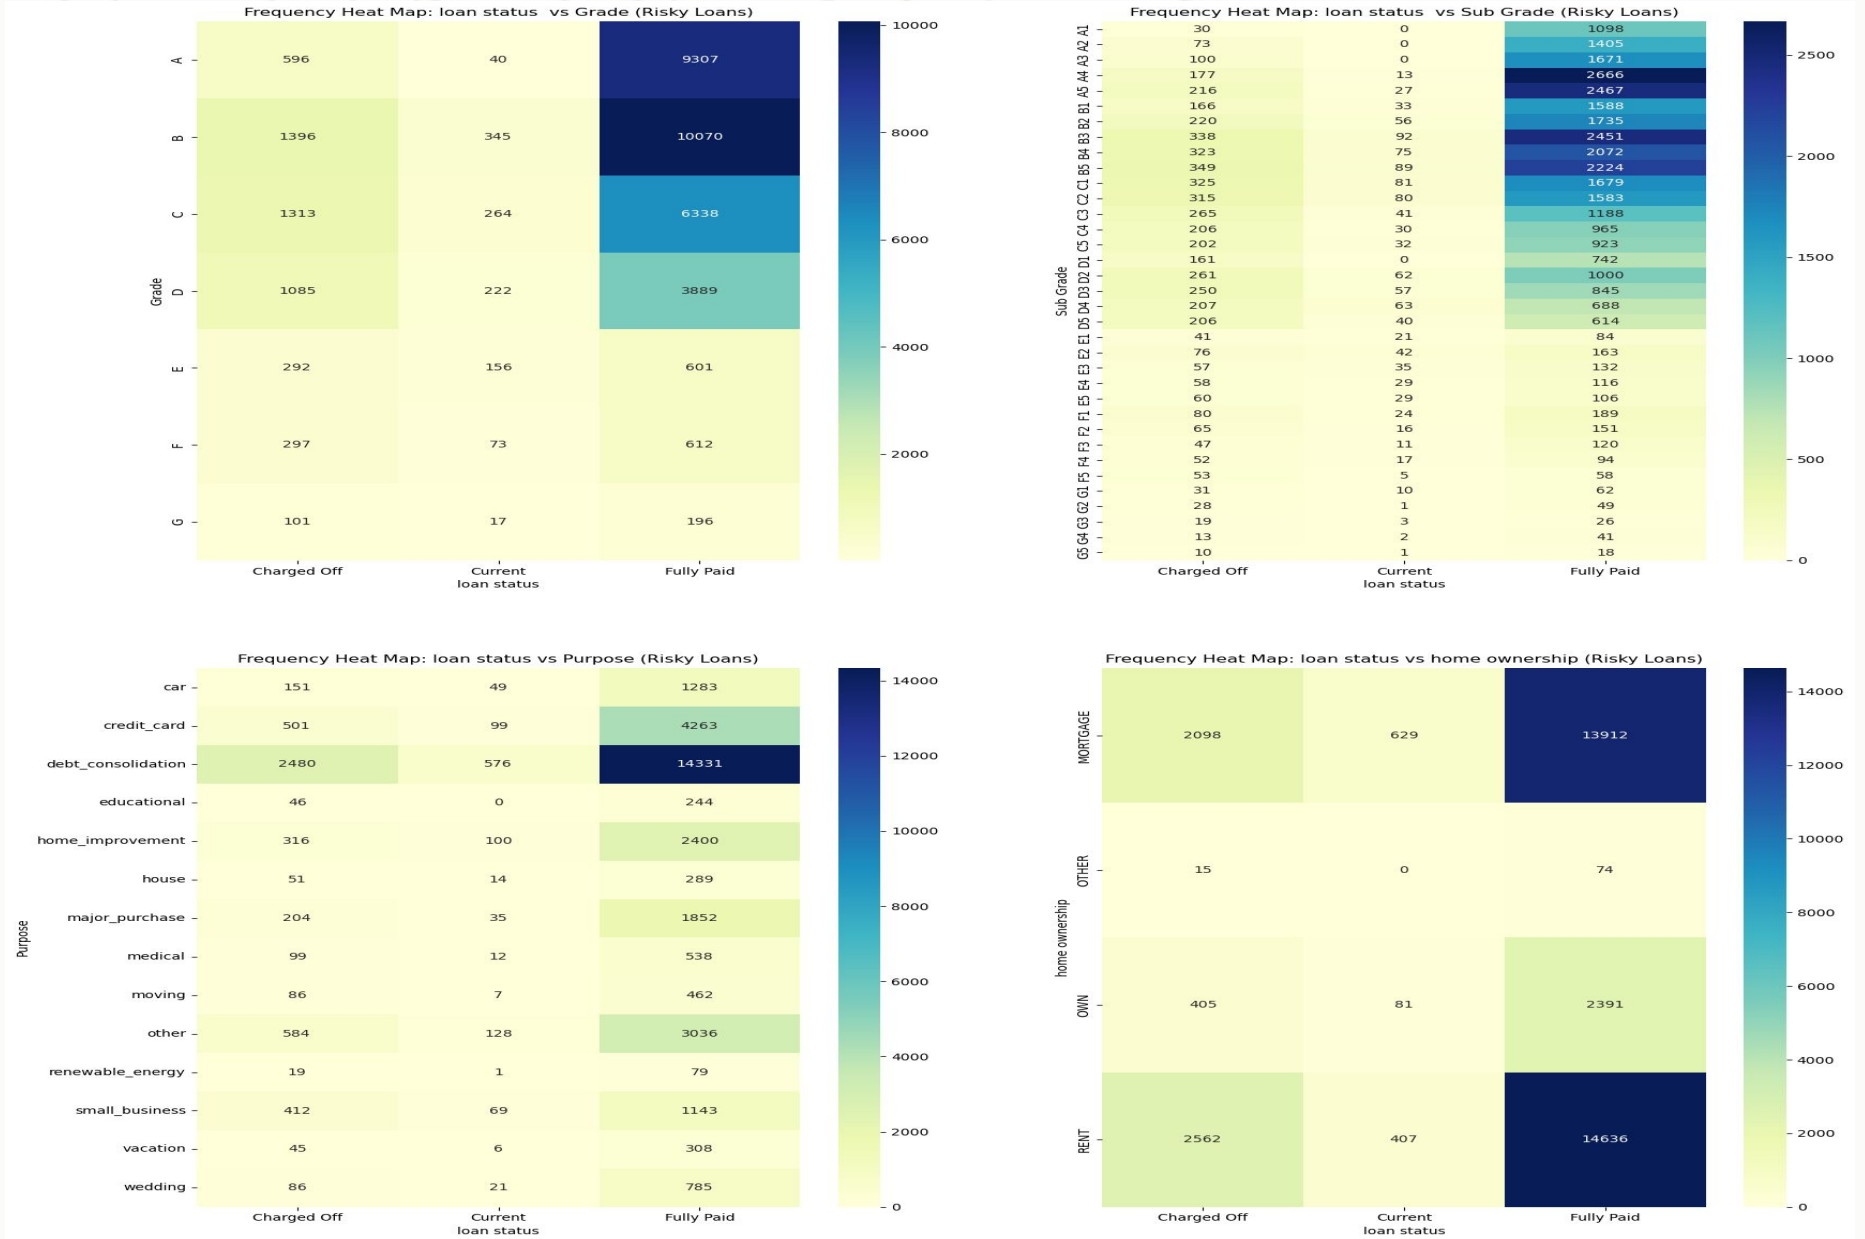 Frequency Heat Map: loan status  vs Grade (Risky Loans)
Grade
A 596 40 9307
B 1396 345 10070
C 1313 264 6338
D 1085 222 3889
E 292 156 601
F 297 73 612
G 101 17 196
Charged Off Current Fully Paid
loan status
10000
8000
6000
4000
2000
Frequency Heat Map: loan status  vs Sub Grade (Risky Loans)
Sub Grade
A1 30 0 1098
A2 73 0 1405
A3 100 0 1671
A4 177 13 2666
A5 216 27 2467
B1 166 33 1588
B2 220 56 1735
B3 338 92 2451
B4 323 75 2072
B5 349 89 2224
C1 325 81 1679
C2 315 80 1583
C3 265 41 1188
C4 206 30 965
C5 202 32 923
D1 161 0 742
D2 261 62 1000
D3 250 57 845
D4 207 63 688
D5 206 40 614
E1 41 21 84
E2 76 42 163
E3 57 35 132
E4 58 29 116
E5 60 29 106
F1 80 24 189
F2 65 16 151
F3 47 11 120
F4 52 17 94
F5 53 5 58
G1 31 10 62
G2 28 1 49
G3 19 3 26
G4 13 2 41
G5 10 1 18
Charged Off Current Fully Paid
loan status
2500
2000
1500
1000
500
0
Frequency Heat Map: loan status vs Purpose (Risky Loans)
Purpose
car 151 49 1283
credit_card 501 99 4263
debt_consolidation 2480 576 14331
educational 46 0 244
home_improvement 316 100 2400
house 51 14 289
major_purchase 204 35 1852
medical 99 12 538
moving 86 7 462
other 584 128 3036
renewable_energy 19 1 79
small_business 412 69 1143
vacation 45 6 308
wedding 86 21 785
Charged Off Current Fully Paid
loan status
14000
12000
10000
8000
6000
4000
2000
0
Frequency Heat Map: loan status vs home ownership (Risky Loans)
home ownership
MORTGAGE 2098 629 13912
OTHER 15 0 74
OWN 405 81 2391
RENT 2562 407 14636
Charged Off Current Fully Paid
loan status
14000
12000
10000
8000
6000
4000
2000
0